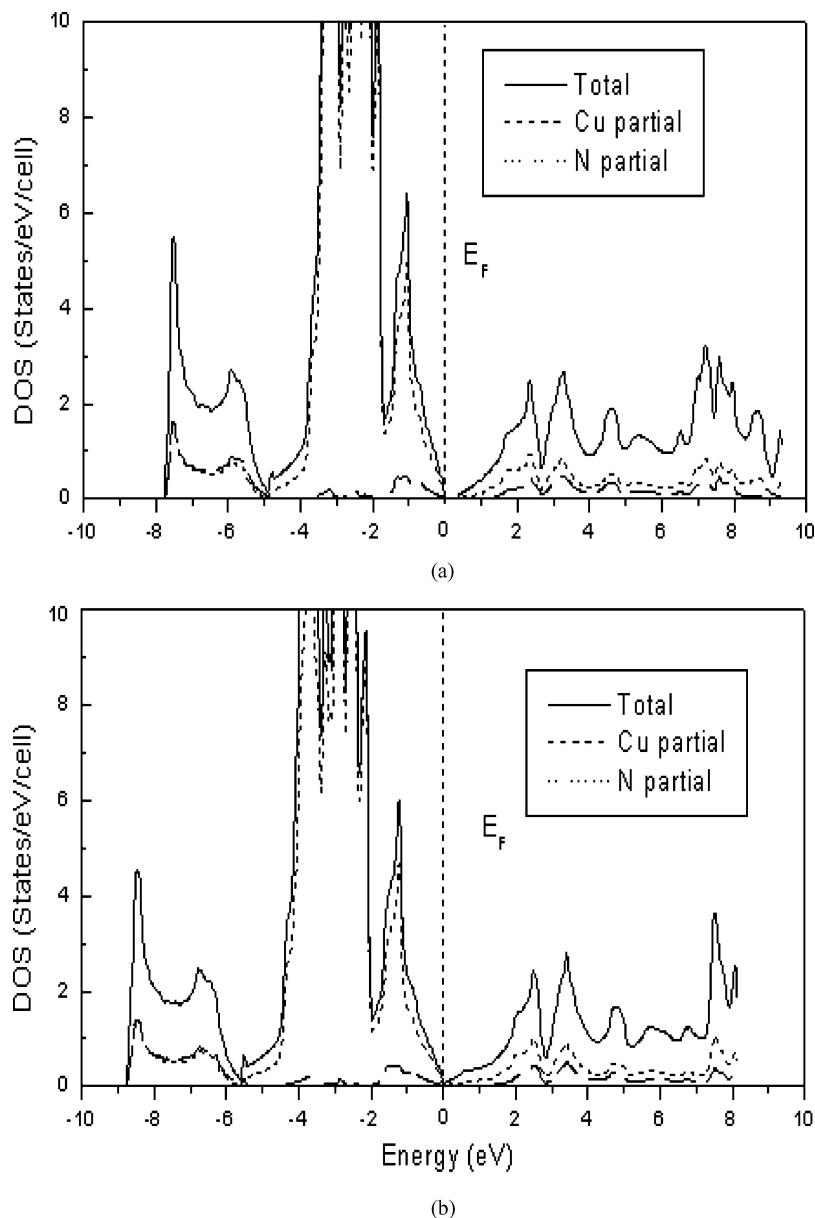 10
8
6
4
2
0
DOS (States/eV/cell)
Total
Cu partial
N partial
E_F
-10 -8 -6 -4 -2 0 2 4 6 8 10
(a)
10
8
6
4
2
0
DOS (States/eV/cell)
Total
Cu partial
N partial
E_F
-10 -8 -6 -4 -2 0 2 4 6 8 10
Energy (eV)
(b)